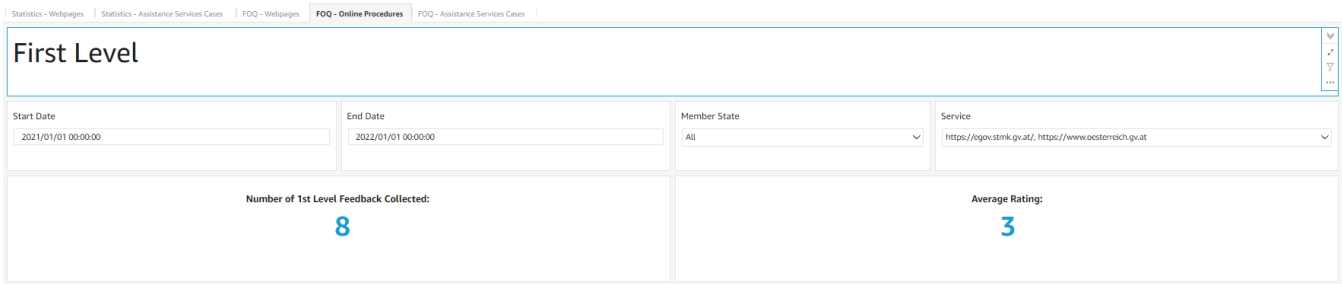 Statistics - Webpages
Statistics - Assistance Services Cases
FOQ - Webpages
FOQ - Online Procedures
FOQ - Assistance Services Cases
First Level
Start Date
2021/01/01 00:00:00
End Date
2022/01/01 00:00:00
Member State
All
Service
https://egov.stmk.gv.at/, https://www.oesterreich.gv.at
Number of 1st Level Feedback Collected:
8
Average Rating:
3